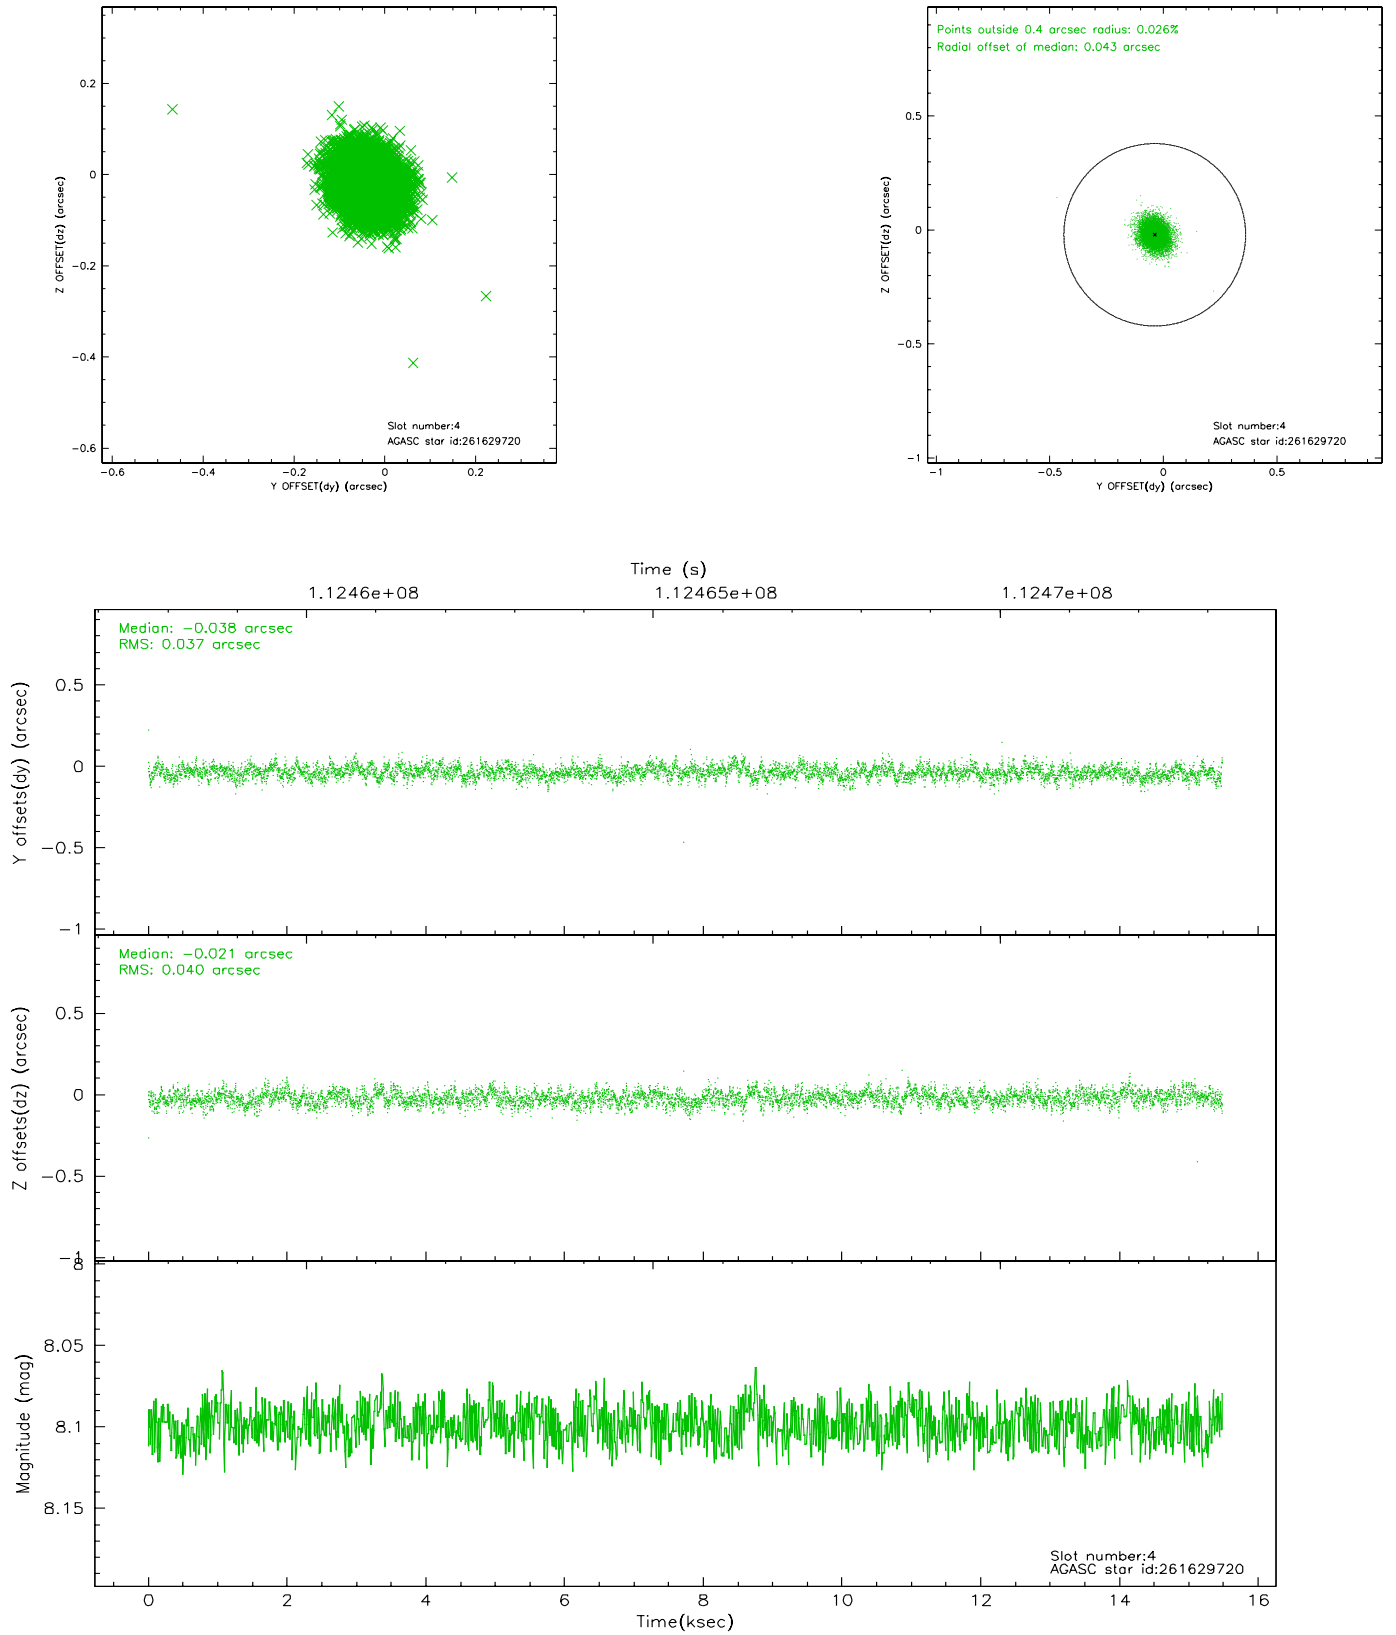 0.2
0
-0.2
-0.4
-0.6
Z OFFSET(dz) (arcsec)
Slot number:4
AGASC star id:261629720
-0.6 -0.4 -0.2 0 0.2
Y OFFSET(dy) (arcsec)
Points outside 0.4 arcsec radius: 0.026%
Radial offset of median: 0.043 arcsec
0.5
0
-0.5
-1
Z OFFSET(dz) (arcsec)
Slot number:4
AGASC star id:261629720
-1 -0.5 0 0.5
Y OFFSET(dy) (arcsec)
Time (s)
1.1246e+08 1.12465e+08 1.1247e+08
Median: -0.038 arcsec
RMS: 0.037 arcsec
0.5
0
-0.5
-1
Y offsets(dy) (arcsec)
Median: -0.021 arcsec
RMS: 0.040 arcsec
0.5
0
-0.5
-1
Z offsets(dz) (arcsec)
8
8.05
8.1
8.15
Magnitude (mag)
Slot number:4
AGASC star id:261629720
0 2 4 6 8 10 12 14 16
Time(ksec)